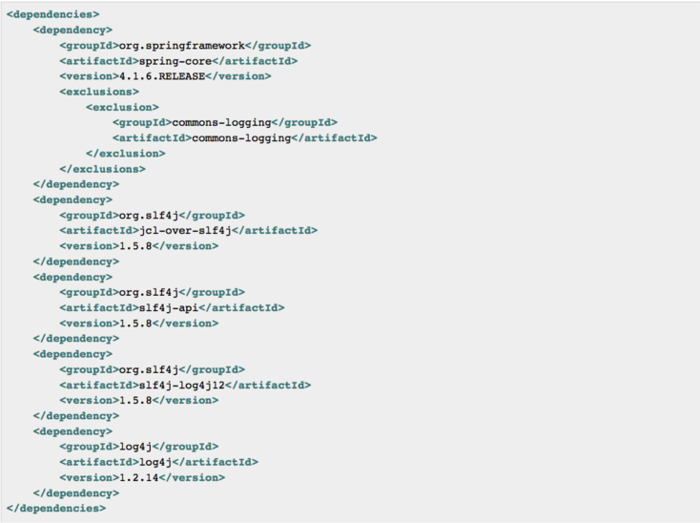 <dependencies>
<dependency>
<groupId>org.springframework</groupId>
<artifactId>spring-core</artifactId>
<version>4.1.6.RELEASE</version>
<exclusions>
<exclusion>
<groupId>commons-logging</groupId>
<artifactId>commons-logging</artifactId>
</exclusion>
</exclusions>
</dependency>
<dependency>
<groupId>org.slf4j</groupId>
<artifactId>jcl-over-slf4j</artifactId>
<version>1.5.8</version>
</dependency>
<dependency>
<groupId>org.slf4j</groupId>
<artifactId>slf4j-api</artifactId>
<version>1.5.8</version>
</dependency>
<dependency>
<groupId>org.slf4j</groupId>
<artifactId>slf4j-log4j12</artifactId>
<version>1.5.8</version>
</dependency>
<dependency>
<groupId>log4j</groupId>
<artifactId>log4j</artifactId>
<version>1.2.14</version>
</dependency>
</dependencies>